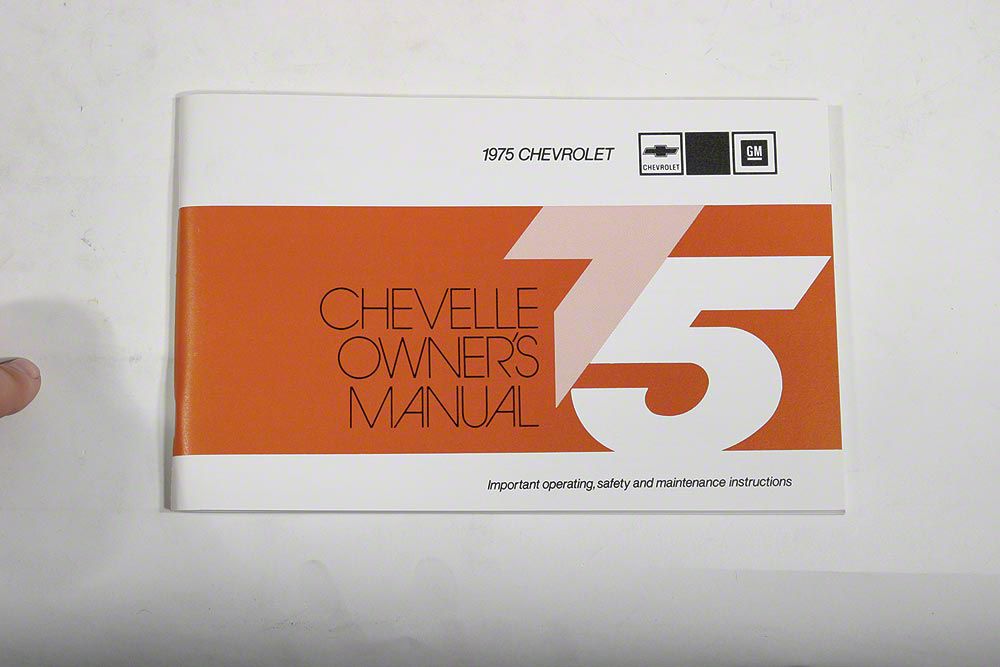 1975 CHEVROLET
CHEVROLET
GM
75
CHEVELLE
OWNER'S
MANUAL
Important operating, safety and maintenance instructions